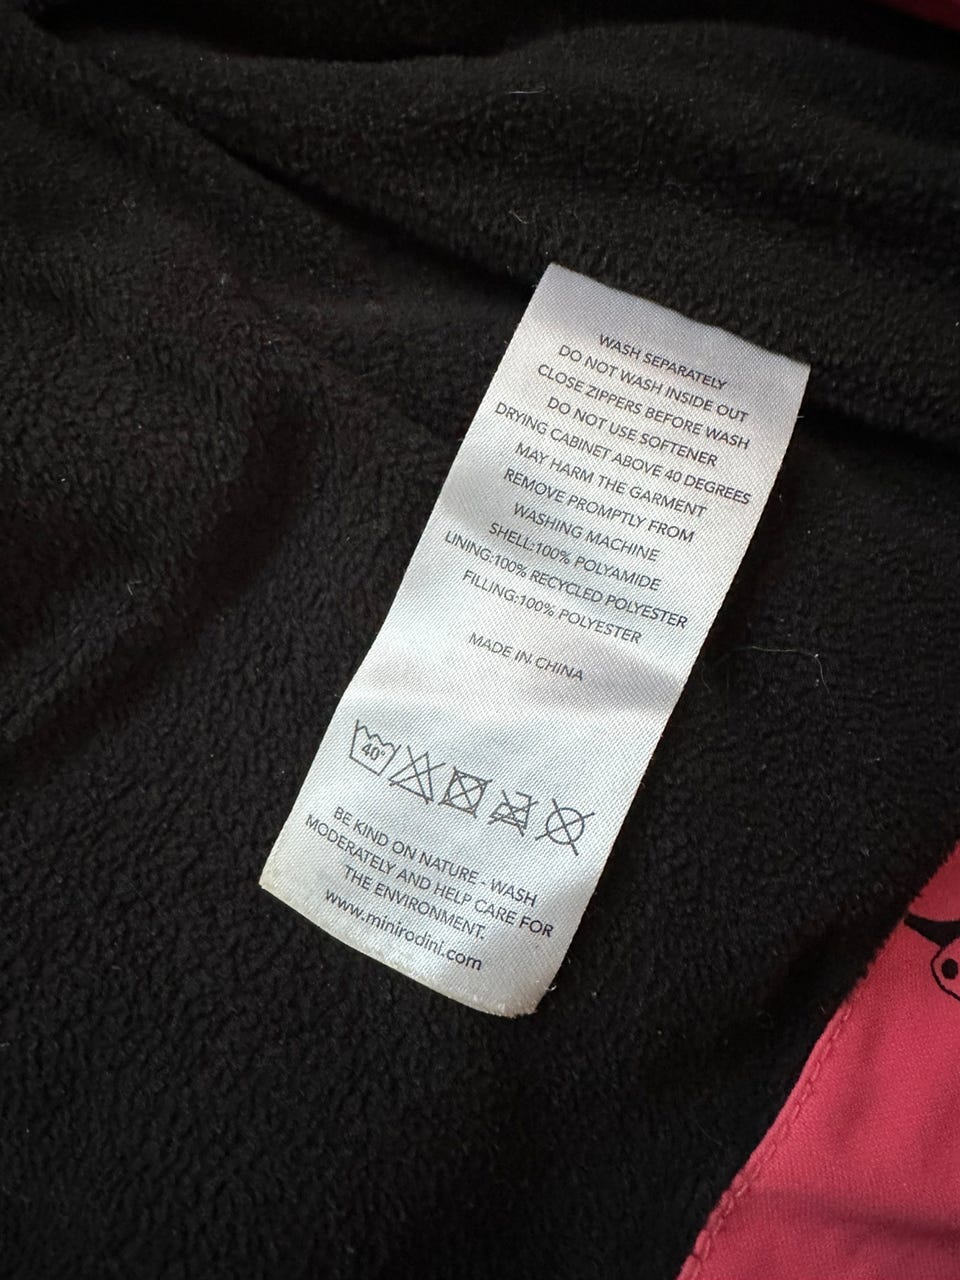 WASH SEPARATELY
DO NOT WASH INSIDE OUT
CLOSE ZIPPERS BEFORE WASH
DO NOT USE SOFTENER
DRYING CABINET ABOVE 40 DEGREES
MAY HARM THE GARMENT
REMOVE PROMPTLY FROM
WASHING MACHINE
SHELL:100% POLYAMIDE
LINING:100% RECYCLED POLYESTER
FILLING:100% POLYESTER
MADE IN CHINA
40°
BE KIND ON NATURE - WASH
MODERATELY AND HELP CARE FOR
THE ENVIRONMENT.
www.minirodini.com